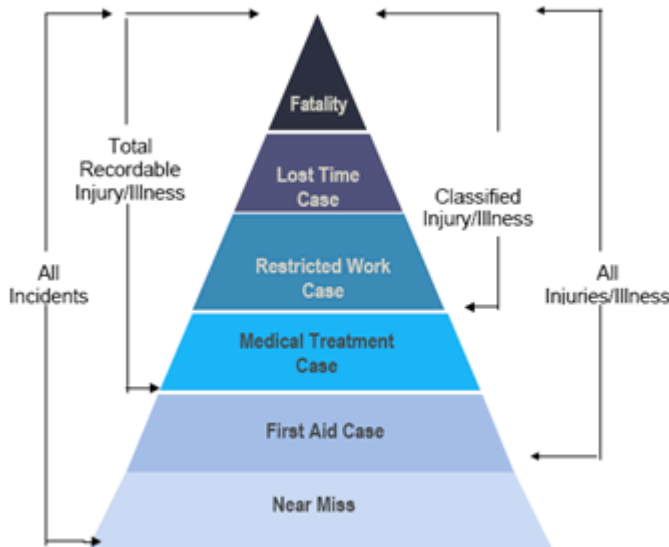 Fatality
Total
Recordable
Injury/Illness
Lost Time
Case
Classified
Injury/Illness
All
Incidents
Restricted Work
Case
All
Injuries/Illness
Medical Treatment
Case
First Aid Case
Near Miss